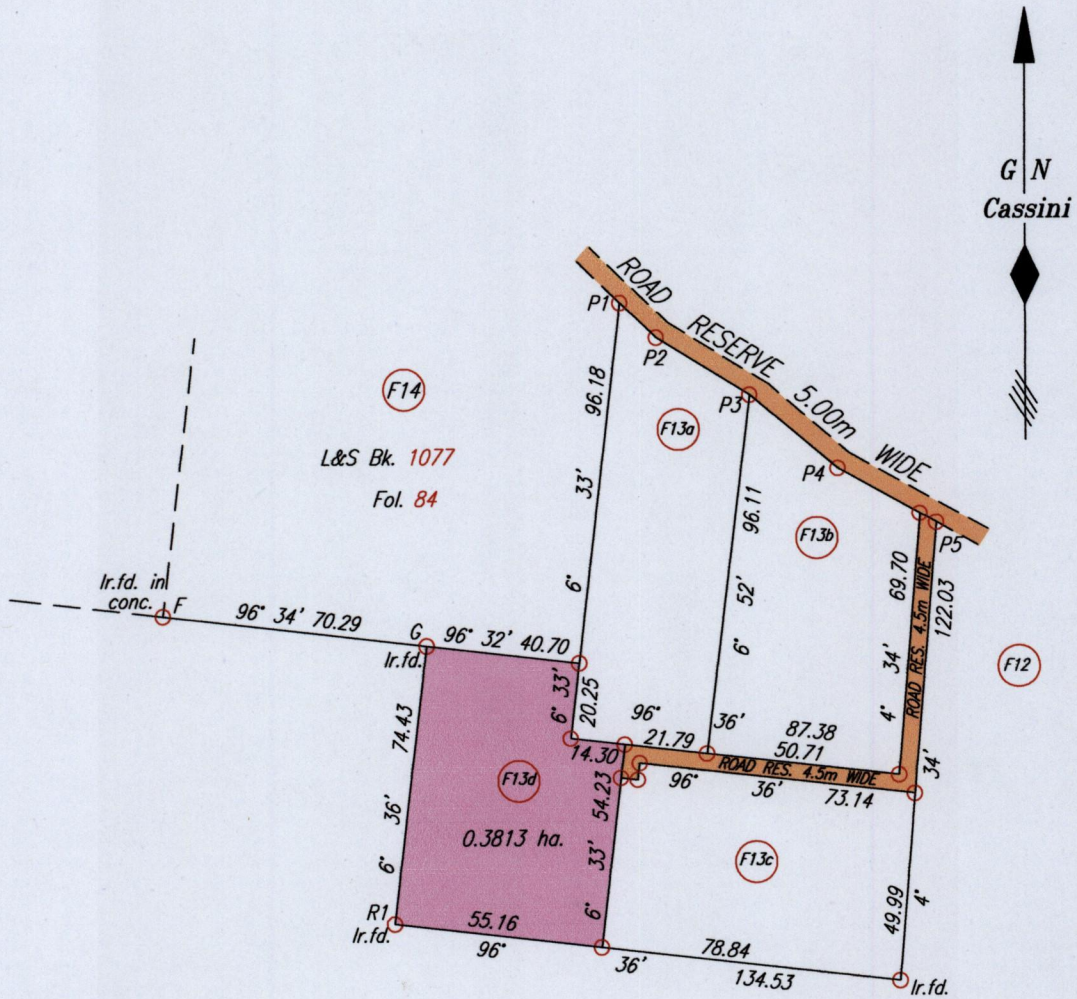 G N
Cassini
ROAD RESERVE 5.00m WIDE
P1
P2
P3
P4
P5
F14
L&S Bk. 1077
Fol. 84
F13a
96.18
33'
6°
96.11
52'
6°
F13b
69.70
34'
4°
ROAD RES. 4.5m WIDE
122.03
34'
F12
Ir.fd. in
conc. F
96° 34' 70.29
G
Ir.fd.
96° 32' 40.70
6° 33'
20.25
96°
21.79
36'
87.38
50.71
14.30
ROAD RES. 4.5m WIDE
96° 36' 73.14
74.43
36'
6°
F13d
0.3813 ha.
54.23
33'
6°
F13c
49.99
4°
R1
Ir.fd.
55.16
96°
36'
78.84
134.53
Ir.fd.